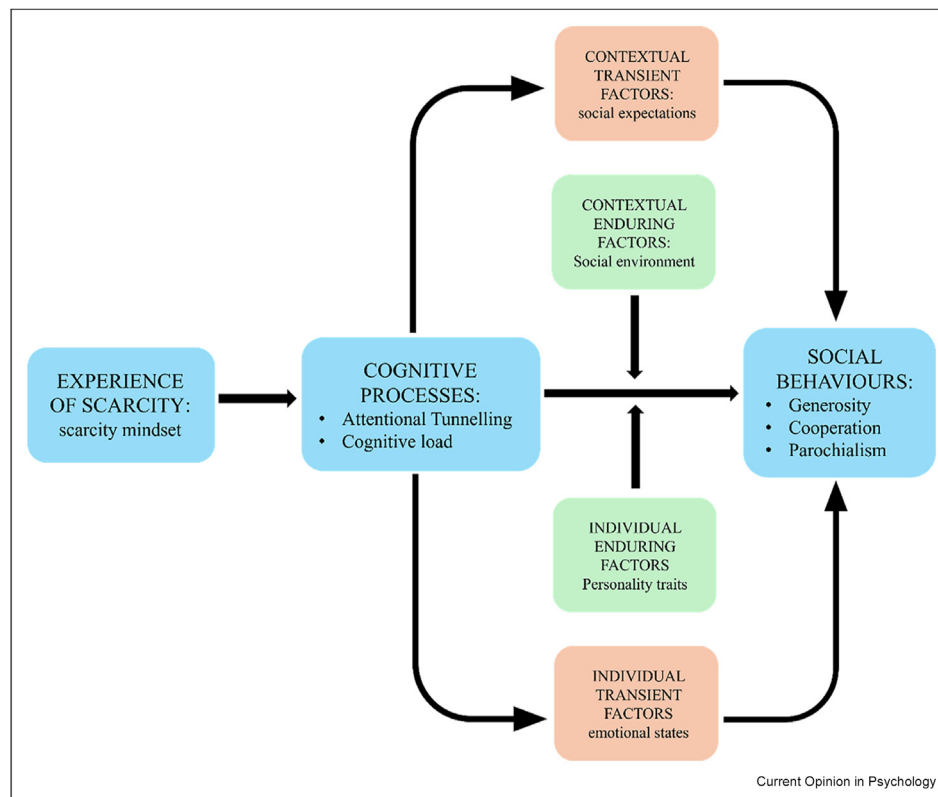 CONTEXTUAL
TRANSIENT
FACTORS:
social expectations
CONTEXTUAL
ENDURING
FACTORS:
Social environment
EXPERIENCE
OF SCARCITY:
scarcity mindset
COGNITIVE
PROCESSES:
• Attentional Tunnelling
• Cognitive load
SOCIAL
BEHAVIOURS:
• Generosity
• Cooperation
• Parochialism
INDIVIDUAL
ENDURING
FACTORS
Personality traits
INDIVIDUAL
TRANSIENT
FACTORS
emotional states
Current Opinion in Psychology